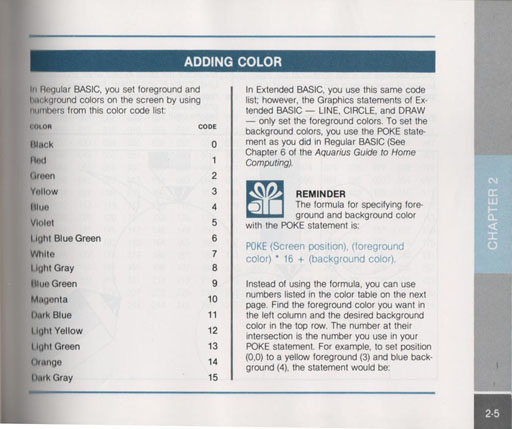 ADDING COLOR
In Regular BASIC, you set foreground and
background colors on the screen by using
numbers from this color code list:
COLOR CODE
Black 0
Red 1
Green 2
Yellow 3
Blue 4
Violet 5
Light Blue Green 6
White 7
Light Gray 8
Blue Green 9
Magenta 10
Dark Blue 11
Light Yellow 12
Light Green 13
Orange 14
Dark Gray 15
In Extended BASIC, you use this same code
list; however, the Graphics statements of Ex-
tended BASIC — LINE, CIRCLE, and DRAW
— only set the foreground colors. To set the
background colors, you use the POKE state-
ment as you did in Regular BASIC (See
Chapter 6 of the Aquarius Guide to Home
Computing).
REMINDER
The formula for specifying fore-
ground and background color
with the POKE statement is:
POKE (Screen position), (foreground
color) * 16 + (background color).
Instead of using the formula, you can use
numbers listed in the color table on the next
page. Find the foreground color you want in
the left column and the desired background
color in the top row. The number at their
intersection is the number you use in your
POKE statement. For example, to set position
(0,0) to a yellow foreground (3) and blue back-
ground (4), the statement would be:
CHAPTER 2
2-5